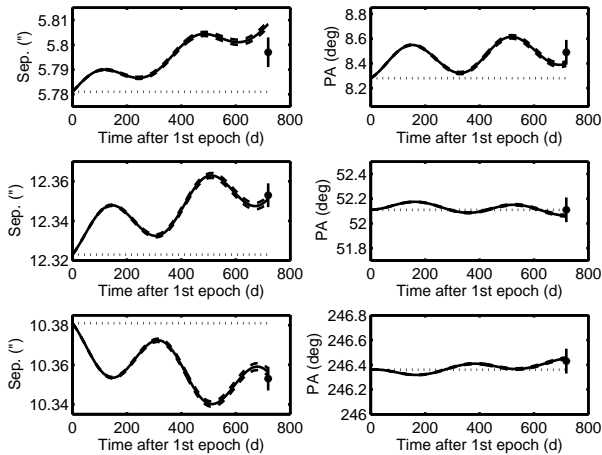 5.81
5.8
5.79
5.78
Sep. (")
0 200 400 600 800
Time after 1st epoch (d)
8.8
8.6
8.4
8.2
PA (deg)
0 200 400 600 800
Time after 1st epoch (d)
12.36
12.34
12.32
Sep. (")
0 200 400 600 800
Time after 1st epoch (d)
52.4
52.2
52
51.8
PA (deg)
0 200 400 600 800
Time after 1st epoch (d)
10.38
10.36
10.34
Sep. (")
0 200 400 600 800
Time after 1st epoch (d)
246.8
246.6
246.4
246.2
246
PA (deg)
0 200 400 600 800
Time after 1st epoch (d)